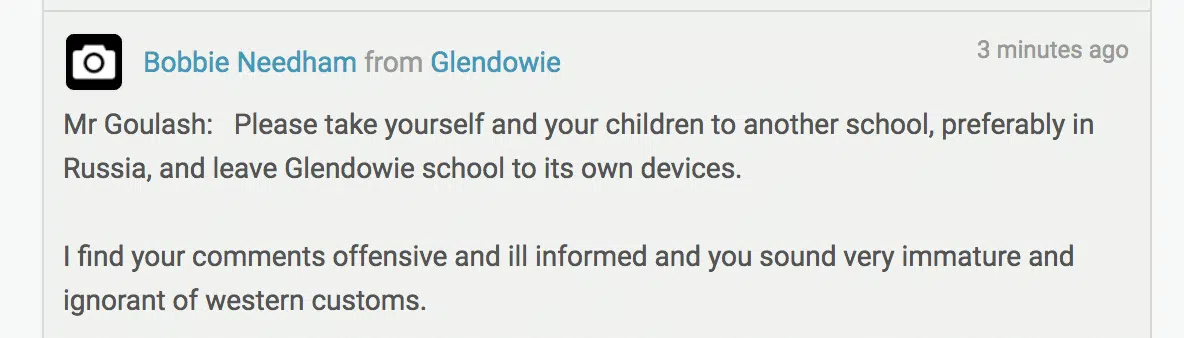 Bobbie Needham from Glendowie
3 minutes ago
Mr Goulash: Please take yourself and your children to another school, preferably in
Russia, and leave Glendowie school to its own devices.
I find your comments offensive and ill informed and you sound very immature and
ignorant of western customs.